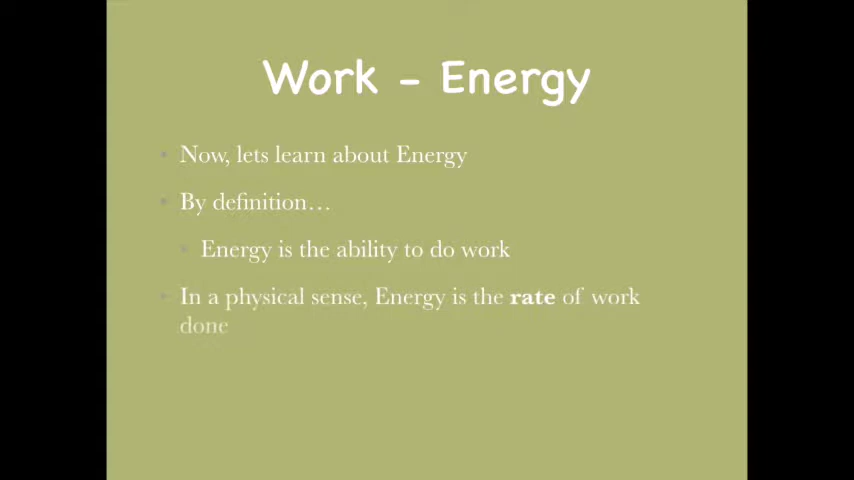 Work - Energy
Now, lets learn about Energy
By definition...
Energy is the ability to do work
In a physical sense, Energy is the rate of work
done